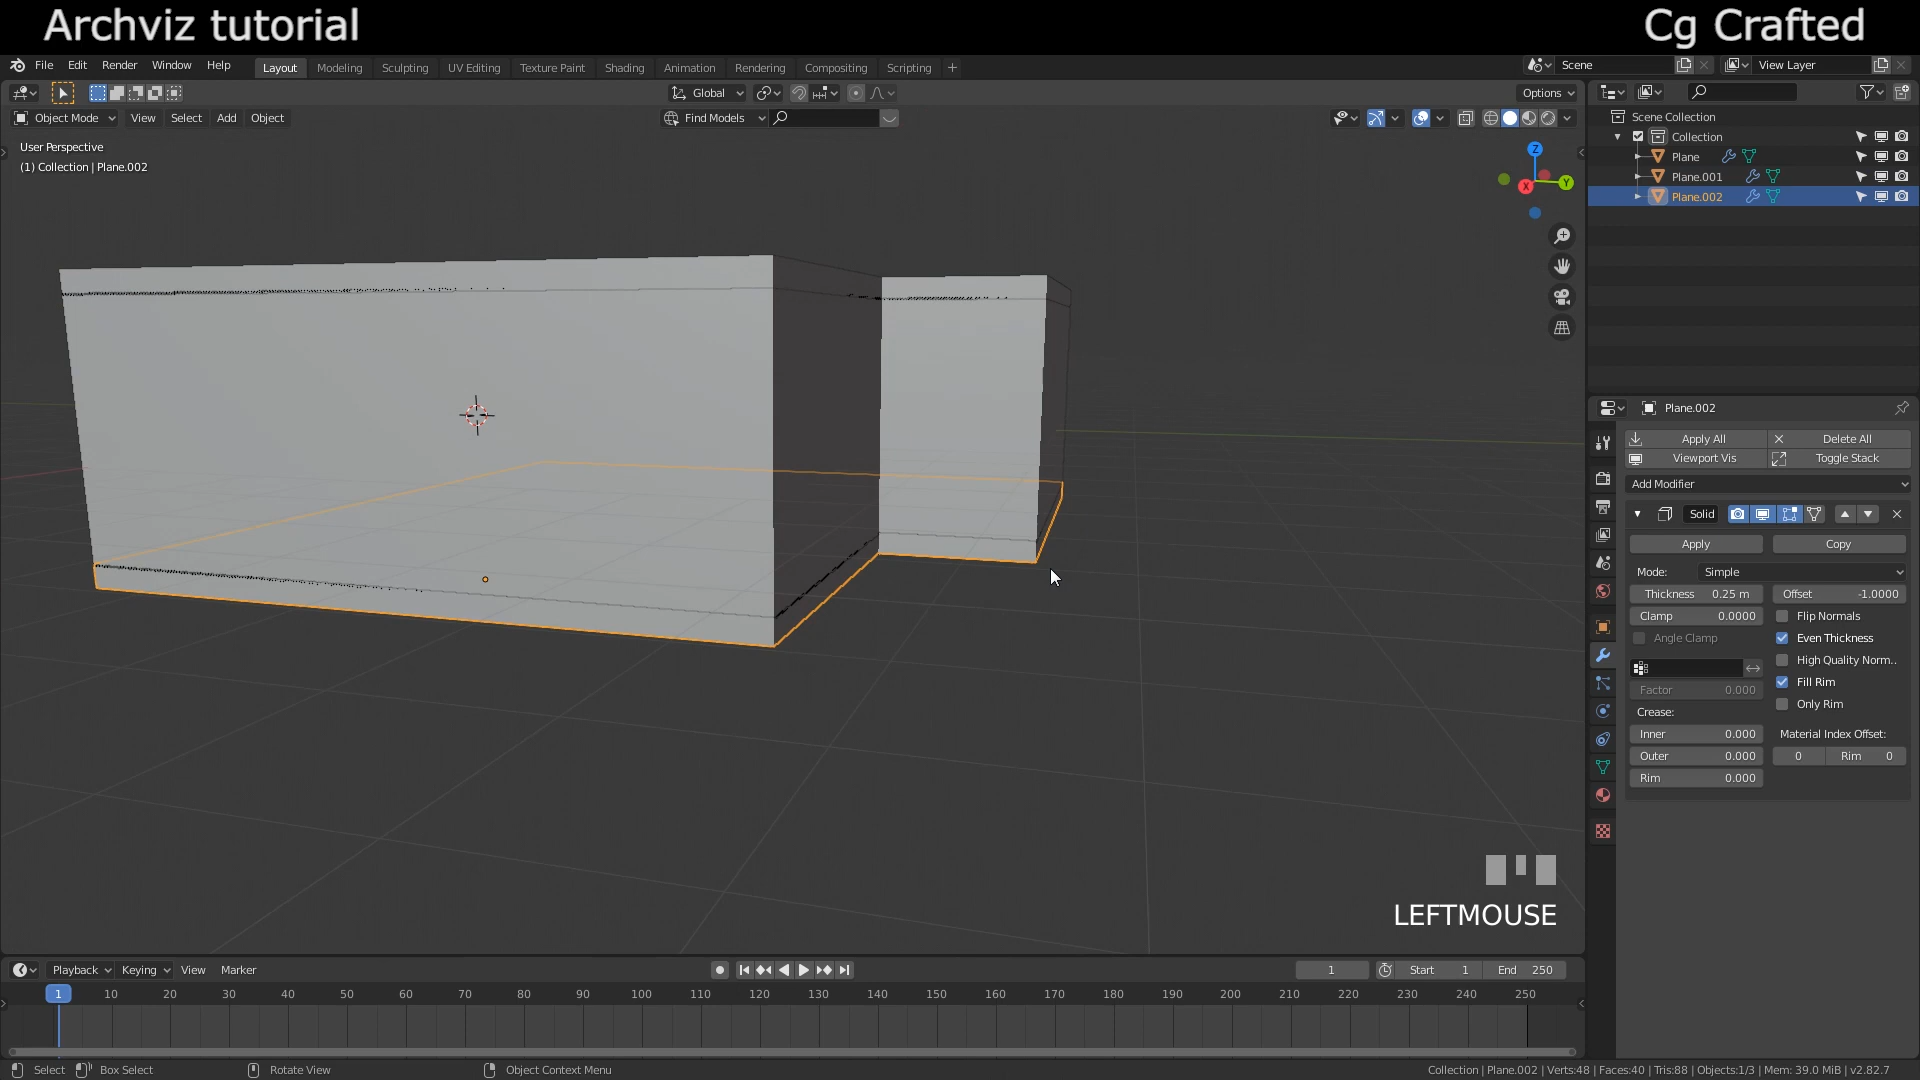 Archviz tutorial
Cg Crafted
File Edit Render Window Help
Layout Modeling Sculpting UV Editing Texture Paint Shading Animation Rendering Compositing Scripting +
Scene
View Layer
Global
Options
Object Mode View Select Add Object
Find Models
User Perspective
(1) Collection | Plane.002
Z
X
Y
Scene Collection
Collection
Plane
Plane.001
Plane.002
Plane.002
Apply All
Delete All
Viewport Vis
Toggle Stack
Add Modifier
Solid
Apply
Copy
Mode: Simple
Thickness 0.25 m
Offset -1.0000
Clamp 0.0000
Flip Normals
Angle Clamp
Even Thickness
High Quality Norm..
Factor 0.000
Fill Rim
Only Rim
Crease:
Inner 0.000
Material Index Offset:
Outer 0.000
0
Rim 0
Rim 0.000
LEFTMOUSE
Playback Keying View Marker
1
Start 1
End 250
1 10 20 30 40 50 60 70 80 90 100 110 120 130 140 150 160 170 180 190 200 210 220 230 240 250
Select
Box Select
Rotate View
Object Context Menu
Collection | Plane.002 | Verts:48 | Faces:40 | Tris:88 | Objects:1/3 | Mem: 39.0 MiB | v2.82.7